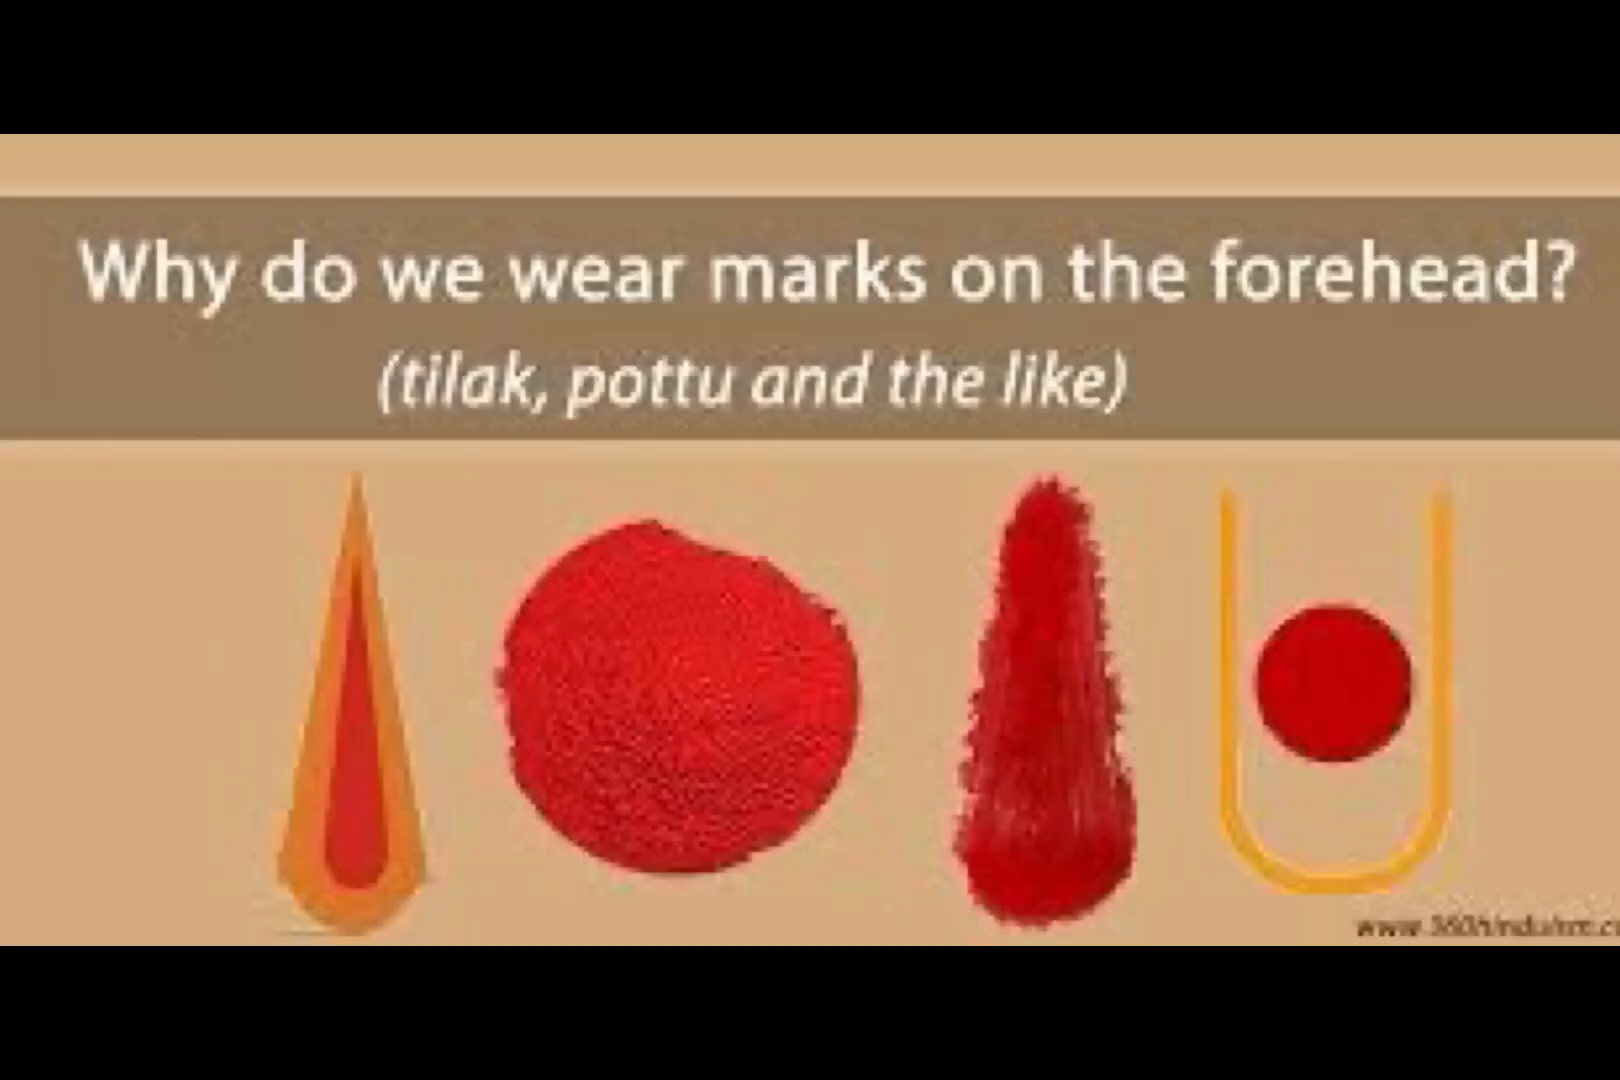 Why do we wear marks on the forehead?
(tilak, pottu and the like)